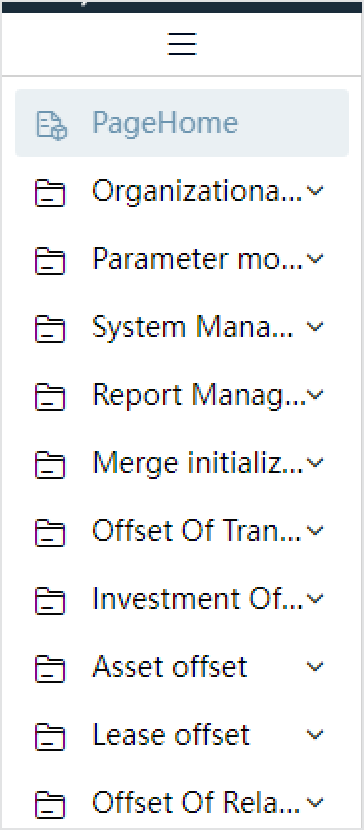 PageHome
Organizationa...
Parameter mo...
System Mana...
Report Manag...
Merge initializ...
Offset Of Tran...
Investment Of...
Asset offset
Lease offset
Offset Of Rela...